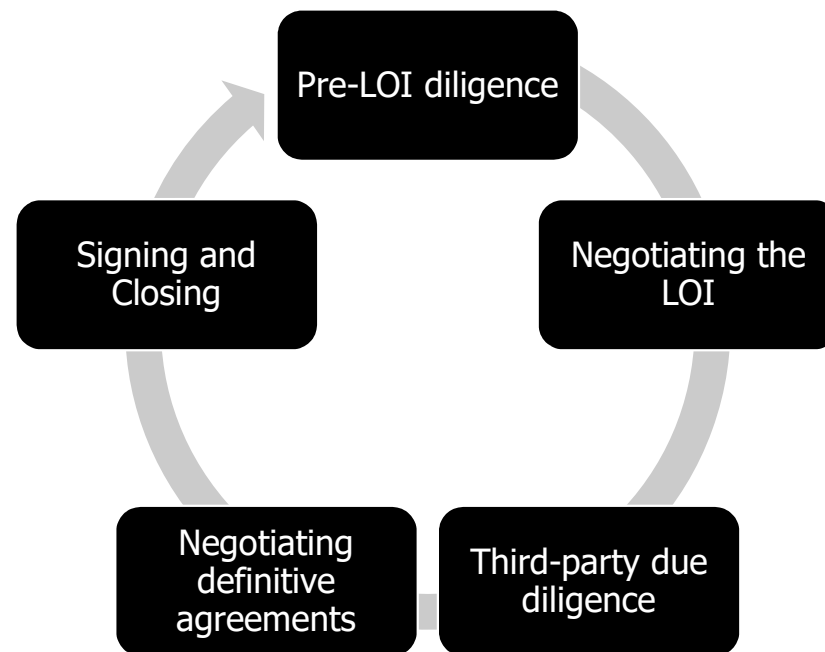 Pre-LOI diligence
Negotiating the
LOI
Third-party due
diligence
Negotiating
definitive
agreements
Signing and
Closing